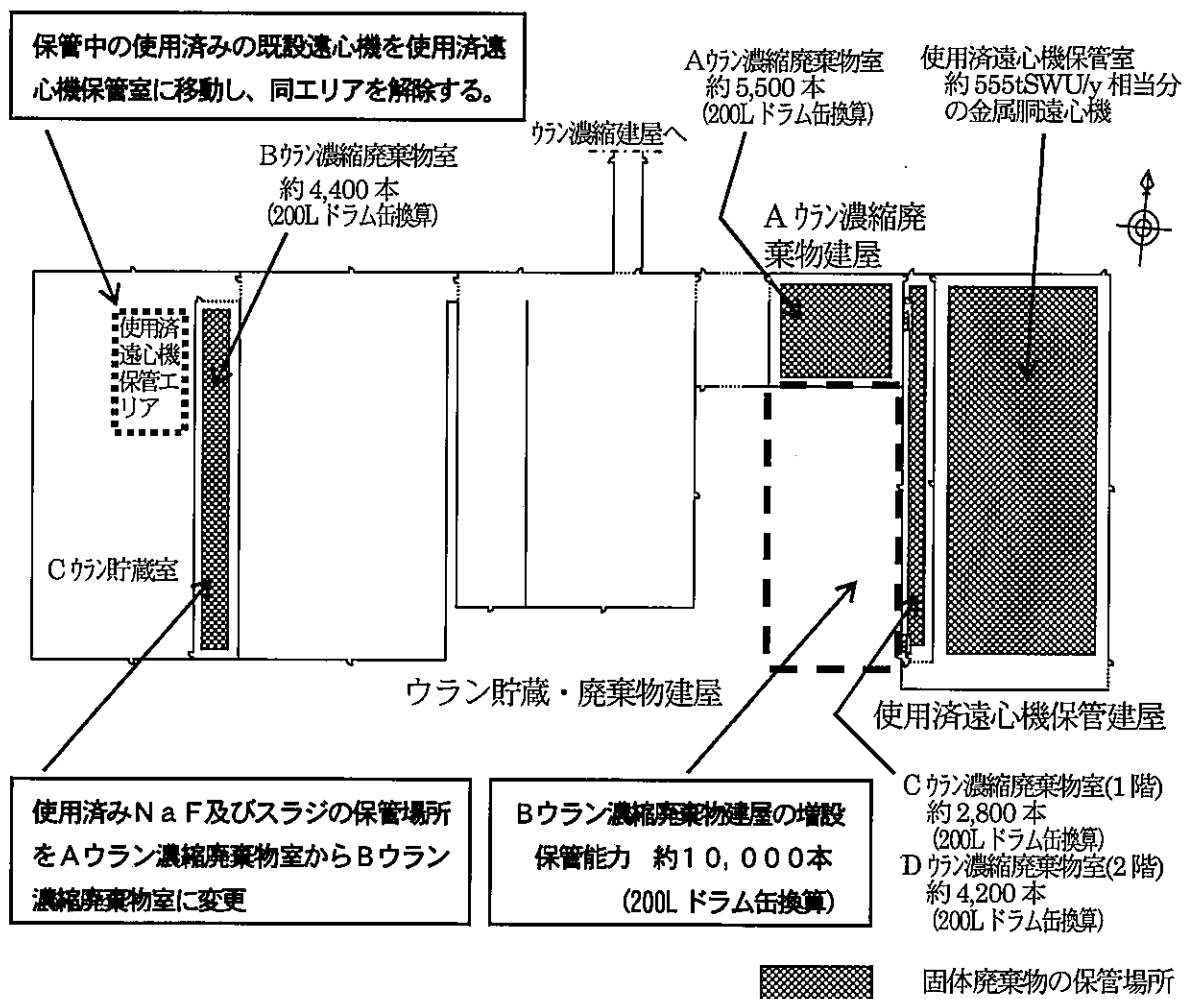 保管中の使用済みの既設遠心機を使用済遠
心機保管室に移動し、同エリアを解除する。
Aウラン濃縮廃棄物室
約5,500本
(200Lドラム缶換算)
使用済遠心機保管室
約555tSWU/y相当分
の金属胴遠心機
ウラン濃縮建屋へ
Bウラン濃縮廃棄物室
約4,400本
(200Lドラム缶換算)
Aウラン濃縮廃
棄物建屋
使用済
遠心機
保管エ
リア
Cウラン貯蔵室
ウラン貯蔵・廃棄物建屋
使用済遠心機保管建屋
使用済みNaF及びスラジの保管場所
をAウラン濃縮廃棄物室からBウラン
濃縮廃棄物室に変更
Bウラン濃縮廃棄物建屋の増設
保管能力 約10,000本
(200Lドラム缶換算)
Cウラン濃縮廃棄物室(1階)
約2,800本
(200Lドラム缶換算)
Dウラン濃縮廃棄物室(2階)
約4,200本
(200Lドラム缶換算)
固体廃棄物の保管場所